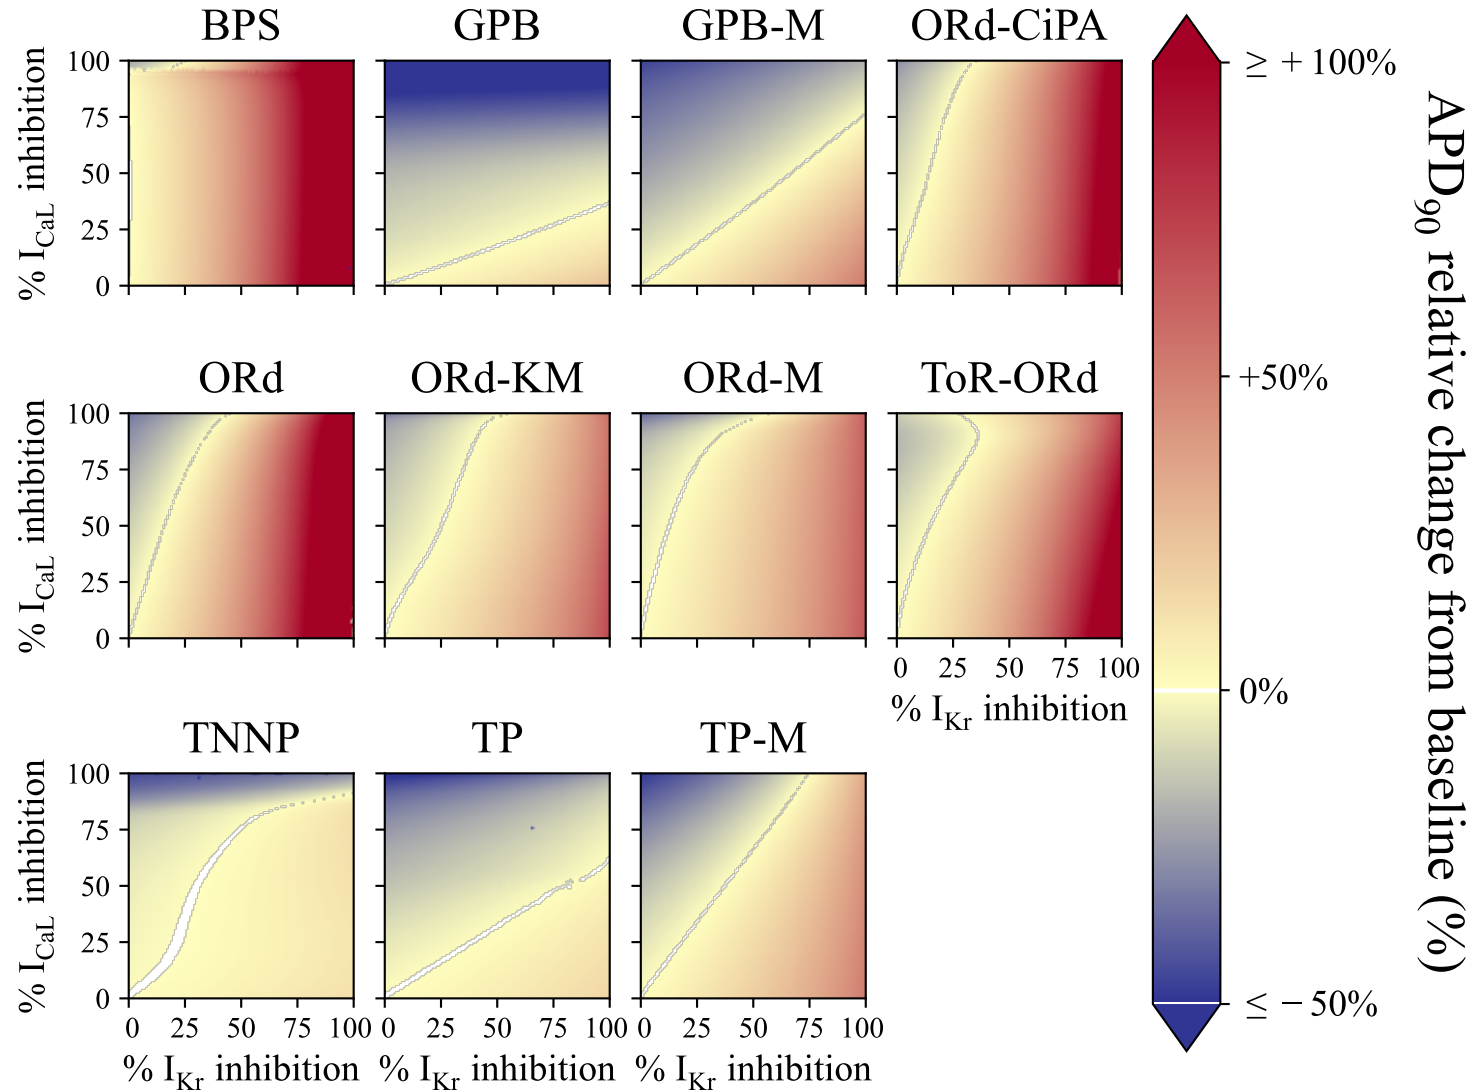 BPS GPB GPB-M ORd-CiPA
% I_CaL inhibition
100
75
50
25
0
ORd ORd-KM ORd-M ToR-ORd
% I_CaL inhibition
100
75
50
25
0
0 25 50 75 100
% I_Kr inhibition
TNNP TP TP-M
% I_CaL inhibition
100
75
50
25
0
0 25 50 75 100 0 25 50 75 100 0 25 50 75 100
% I_Kr inhibition % I_Kr inhibition % I_Kr inhibition
≥ +100%
+50%
0%
≤ −50%
APD_90 relative change from baseline (%)